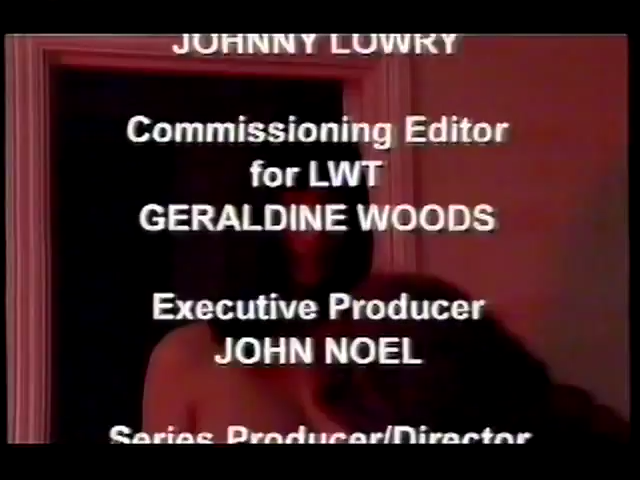 JOHNNY LOWRY
Commissioning Editor
for LWT
GERALDINE WOODS
Executive Producer
JOHN NOEL
Series Producer/Director